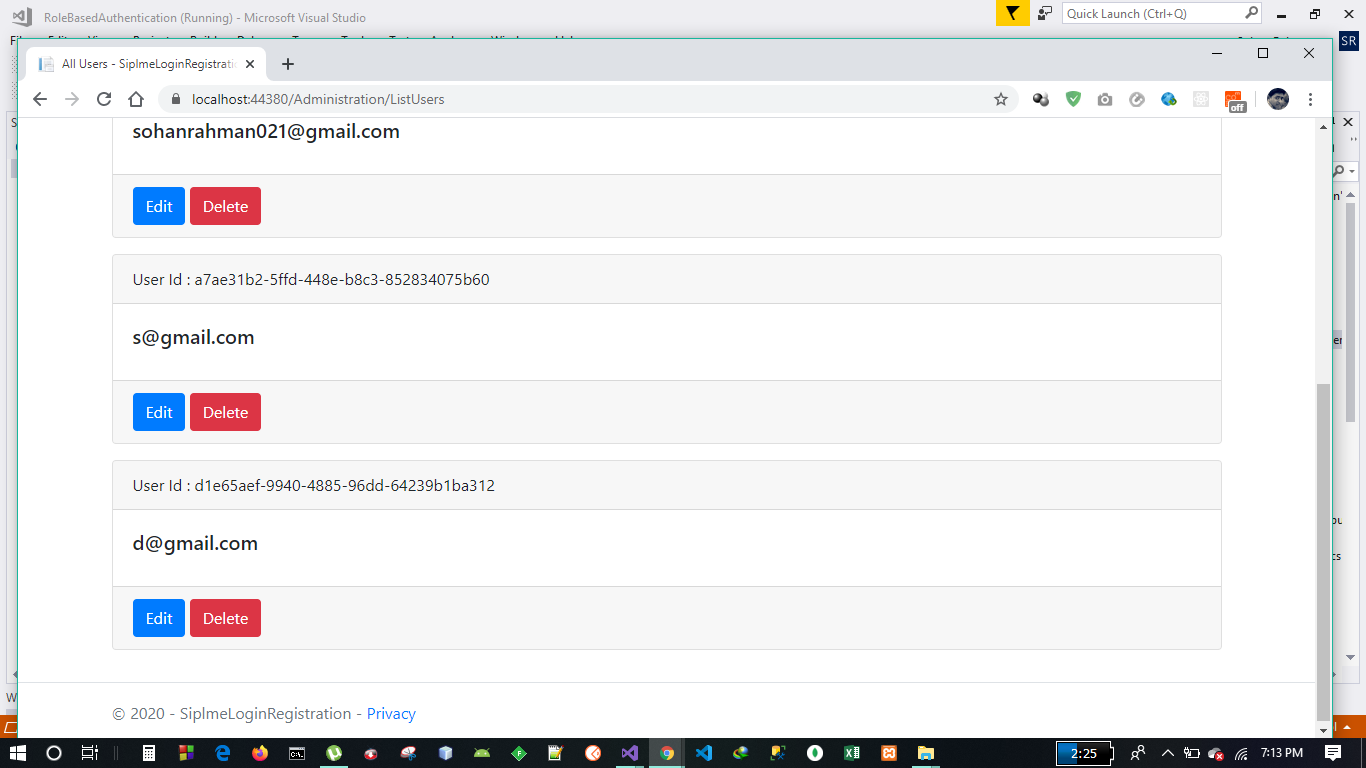 RoleBasedAuthentication (Running) - Microsoft Visual Studio
Quick Launch (Ctrl+Q)
SR
All Users - SiplmeLoginRegistrati
localhost:44380/Administration/ListUsers
off
sohanrahman021@gmail.com
Edit Delete
User Id : a7ae31b2-5ffd-448e-b8c3-852834075b60
s@gmail.com
Edit Delete
User Id : d1e65aef-9940-4885-96dd-64239b1ba312
d@gmail.com
Edit Delete
© 2020 - SiplmeLoginRegistration - Privacy
2:25
7:13 PM